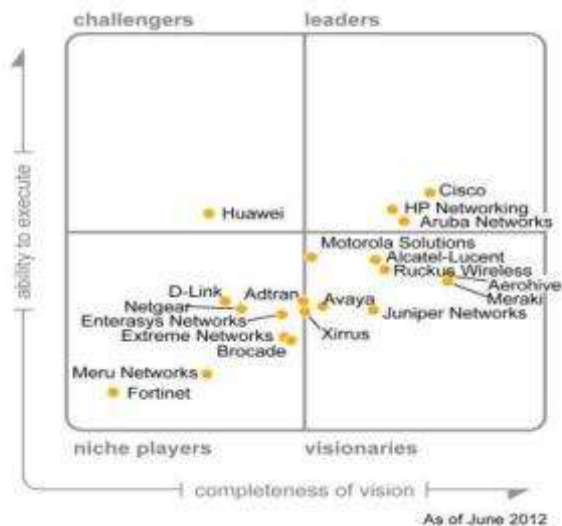 challengers
leaders
ability to execute
Cisco
Huawei
HP Networking
Aruba Networks
Motorola Solutions
Alcatel-Lucent
Ruckus Wireless
Aerohive
Meraki
D-Link
Adtran
Avaya
Netgear
Juniper Networks
Enterasys Networks
Xirrus
Extreme Networks
Brocade
Meru Networks
Fortinet
niche players
visionaries
completeness of vision
As of June 2012